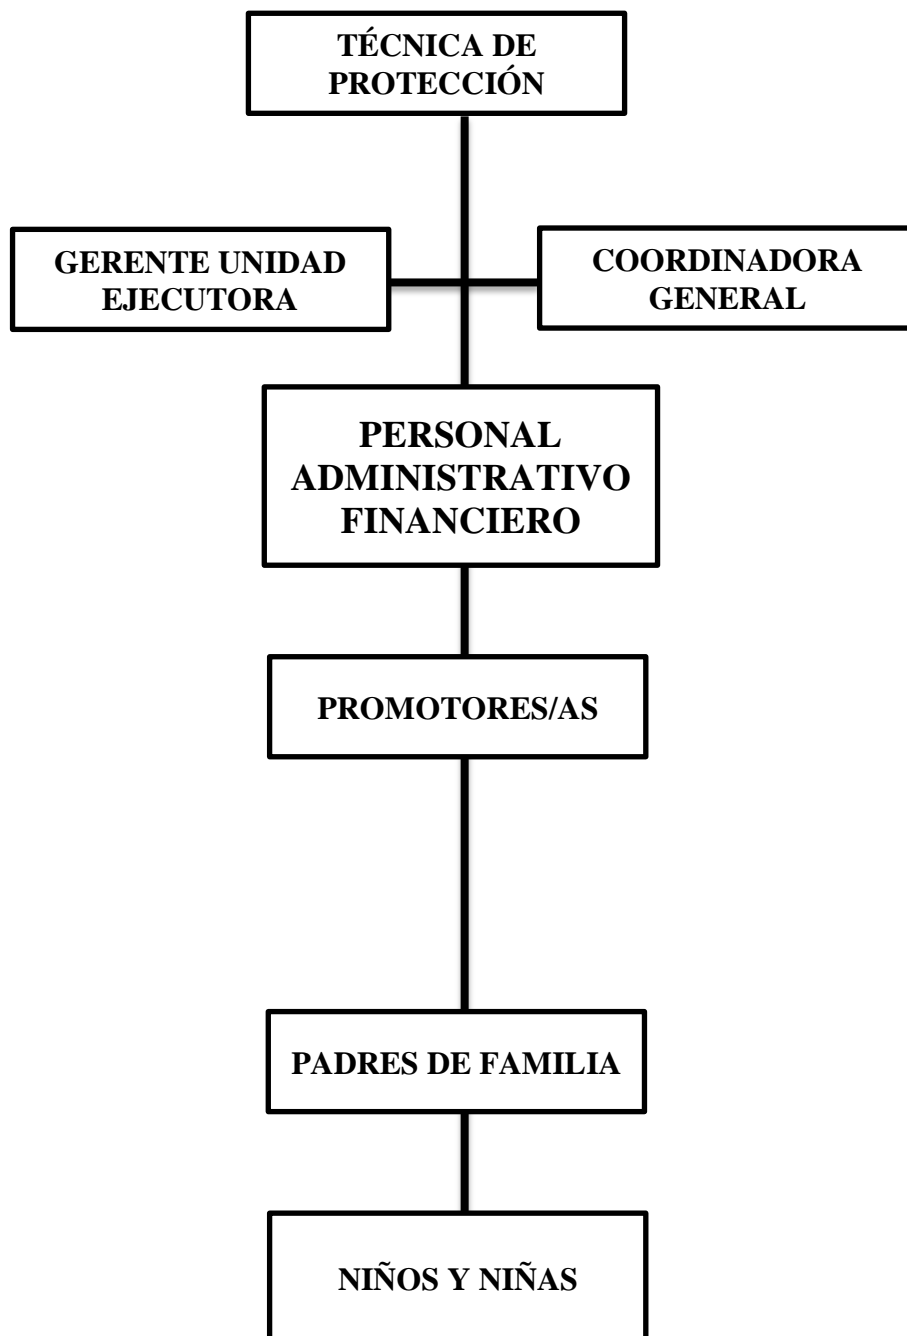 TÉCNICA DE
PROTECCIÓN
GERENTE UNIDAD
EJECUTORA
COORDINADORA
GENERAL
PERSONAL
ADMINISTRATIVO
FINANCIERO
PROMOTORES/AS
PADRES DE FAMILIA
NIÑOS Y NIÑAS